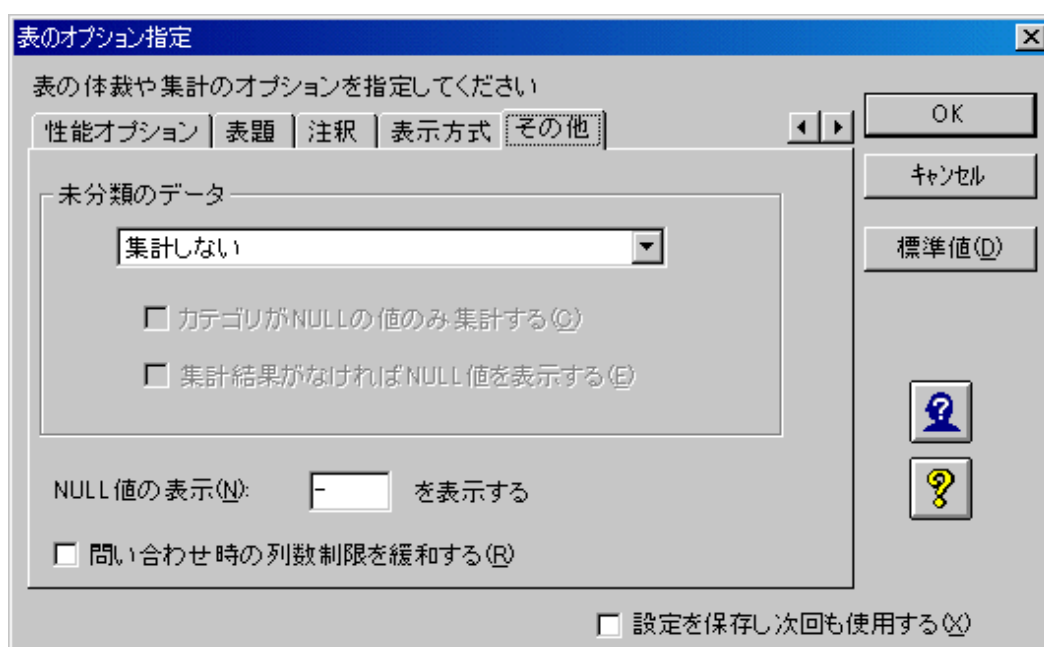 表のオプション指定
表の体裁や集計のオプションを指定してください
性能オプション 表題 注釈 表示方式 その他
OK
キャンセル
標準値(D)
未分類のデータ
集計しない
カテゴリがNULLの値のみ集計する(C)
集計結果がなければNULL値を表示する(E)
NULL値の表示(N): - を表示する
問い合わせ時の列数制限を緩和する(R)
設定を保存し次回も使用する(X)